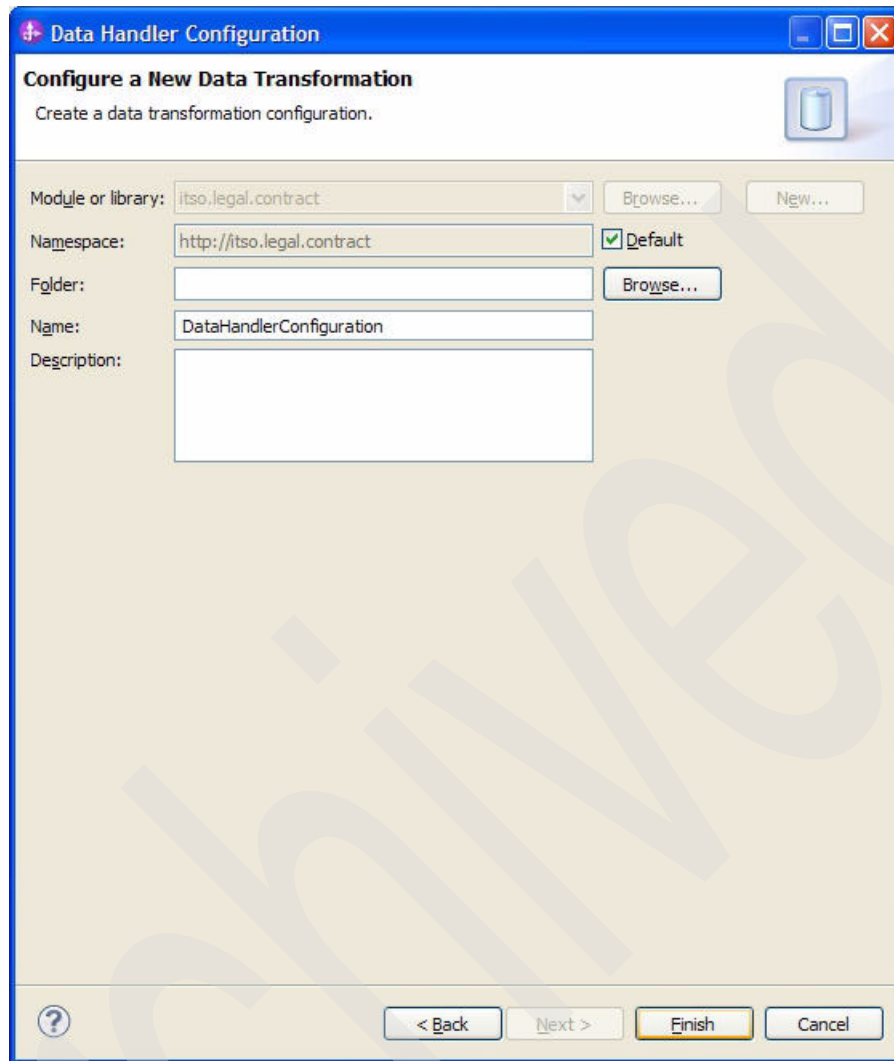 Data Handler Configuration
Configure a New Data Transformation
Create a data transformation configuration.
Module or library: itso.legal.contract Browse... New...
Namespace: http://itso.legal.contract Default
Folder: Browse...
Name: DataHandlerConfiguration
Description:
? < Back Next > Finish Cancel